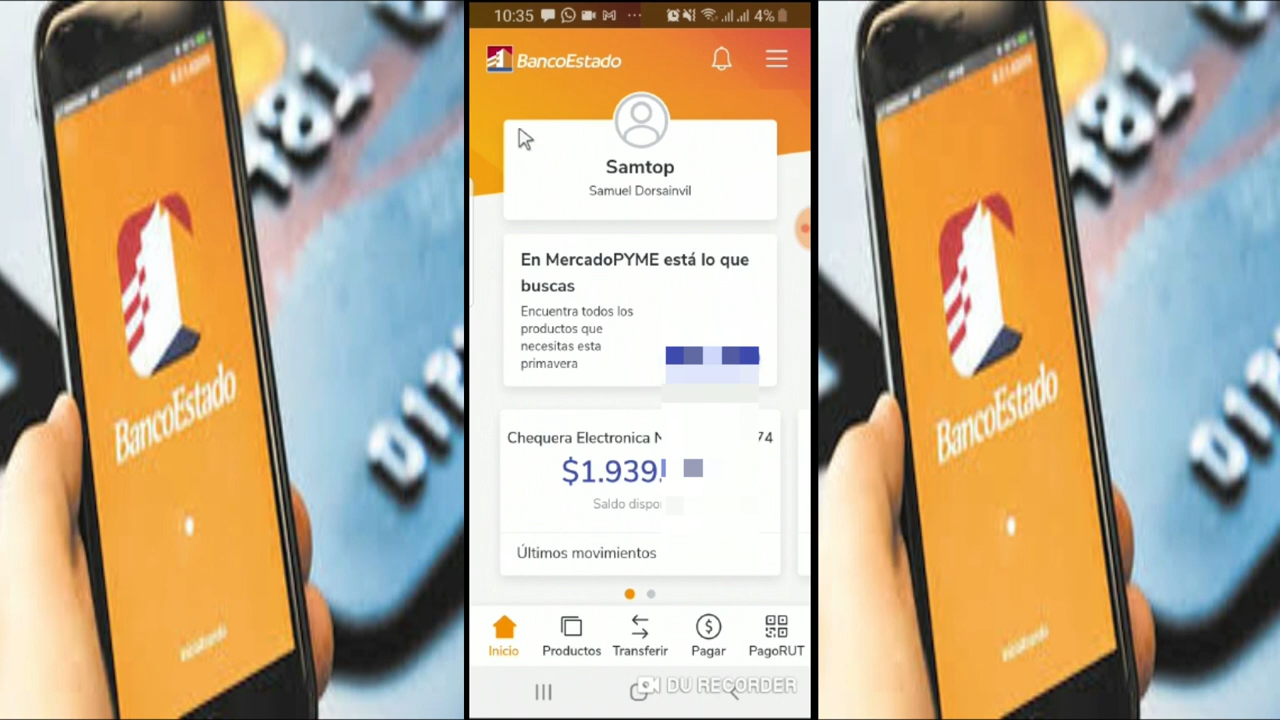 10:35
4%
BancoEstado
Samtop
Samuel Dorsainvil
En MercadoPYME está lo que
buscas
Encuentra todos los
productos que
necesitas esta
primavera
Chequera Electronica
74
$1.939
Saldo dispo
Últimos movimientos
Inicio
Productos
Transferir
Pagar
PagoRUT
DU RECORDER
BancoEstado
BancoEstado